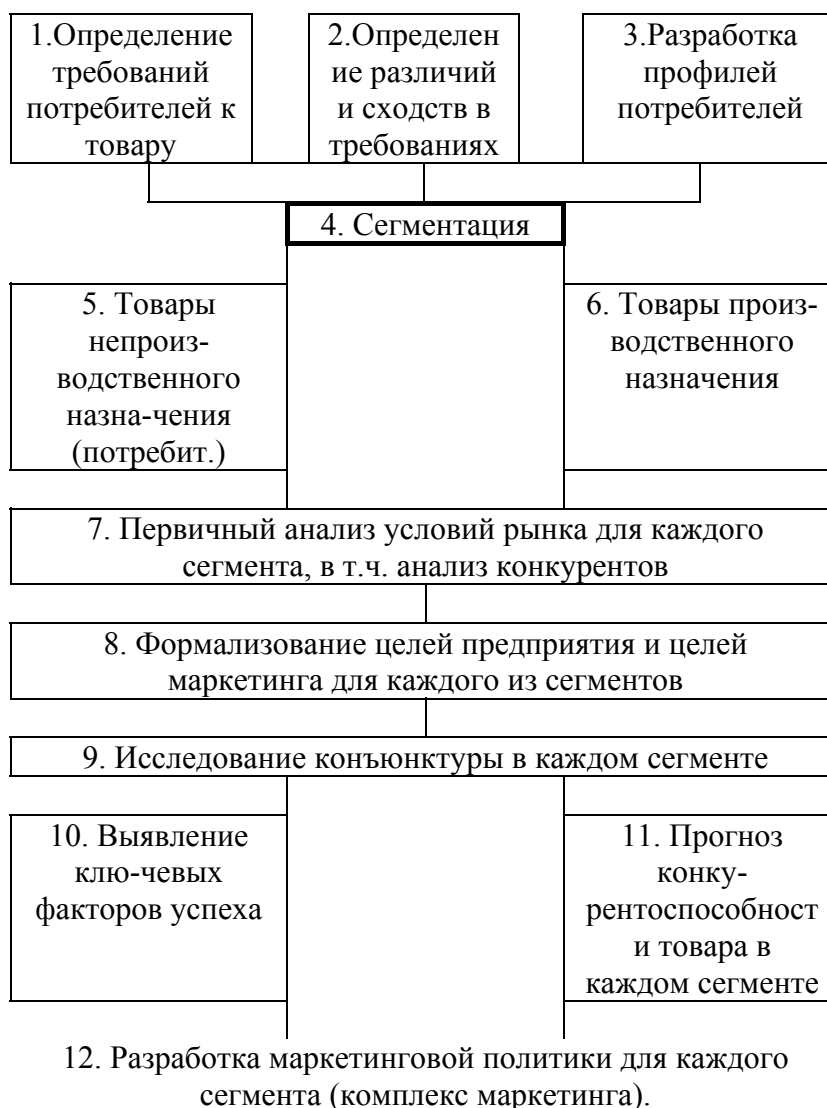 1.Определение
требований
потребителей к
товару
2.Определен
ие различий
и сходств в
требованиях
3.Разработка
профилей
потребителей
4. Сегментация
5. Товары
непроиз-
водственного
назна-чения
(потребит.)
6. Товары произ-
водственного
назначения
7. Первичный анализ условий рынка для каждого
сегмента, в т.ч. анализ конкурентов
8. Формализование целей предприятия и целей
маркетинга для каждого из сегментов
9. Исследование конъюнктуры в каждом сегменте
10. Выявление
клю-чевых
факторов успеха
11. Прогноз
конку-
рентоспособност
и товара в
каждом сегменте
12. Разработка маркетинговой политики для каждого
сегмента (комплекс маркетинга).